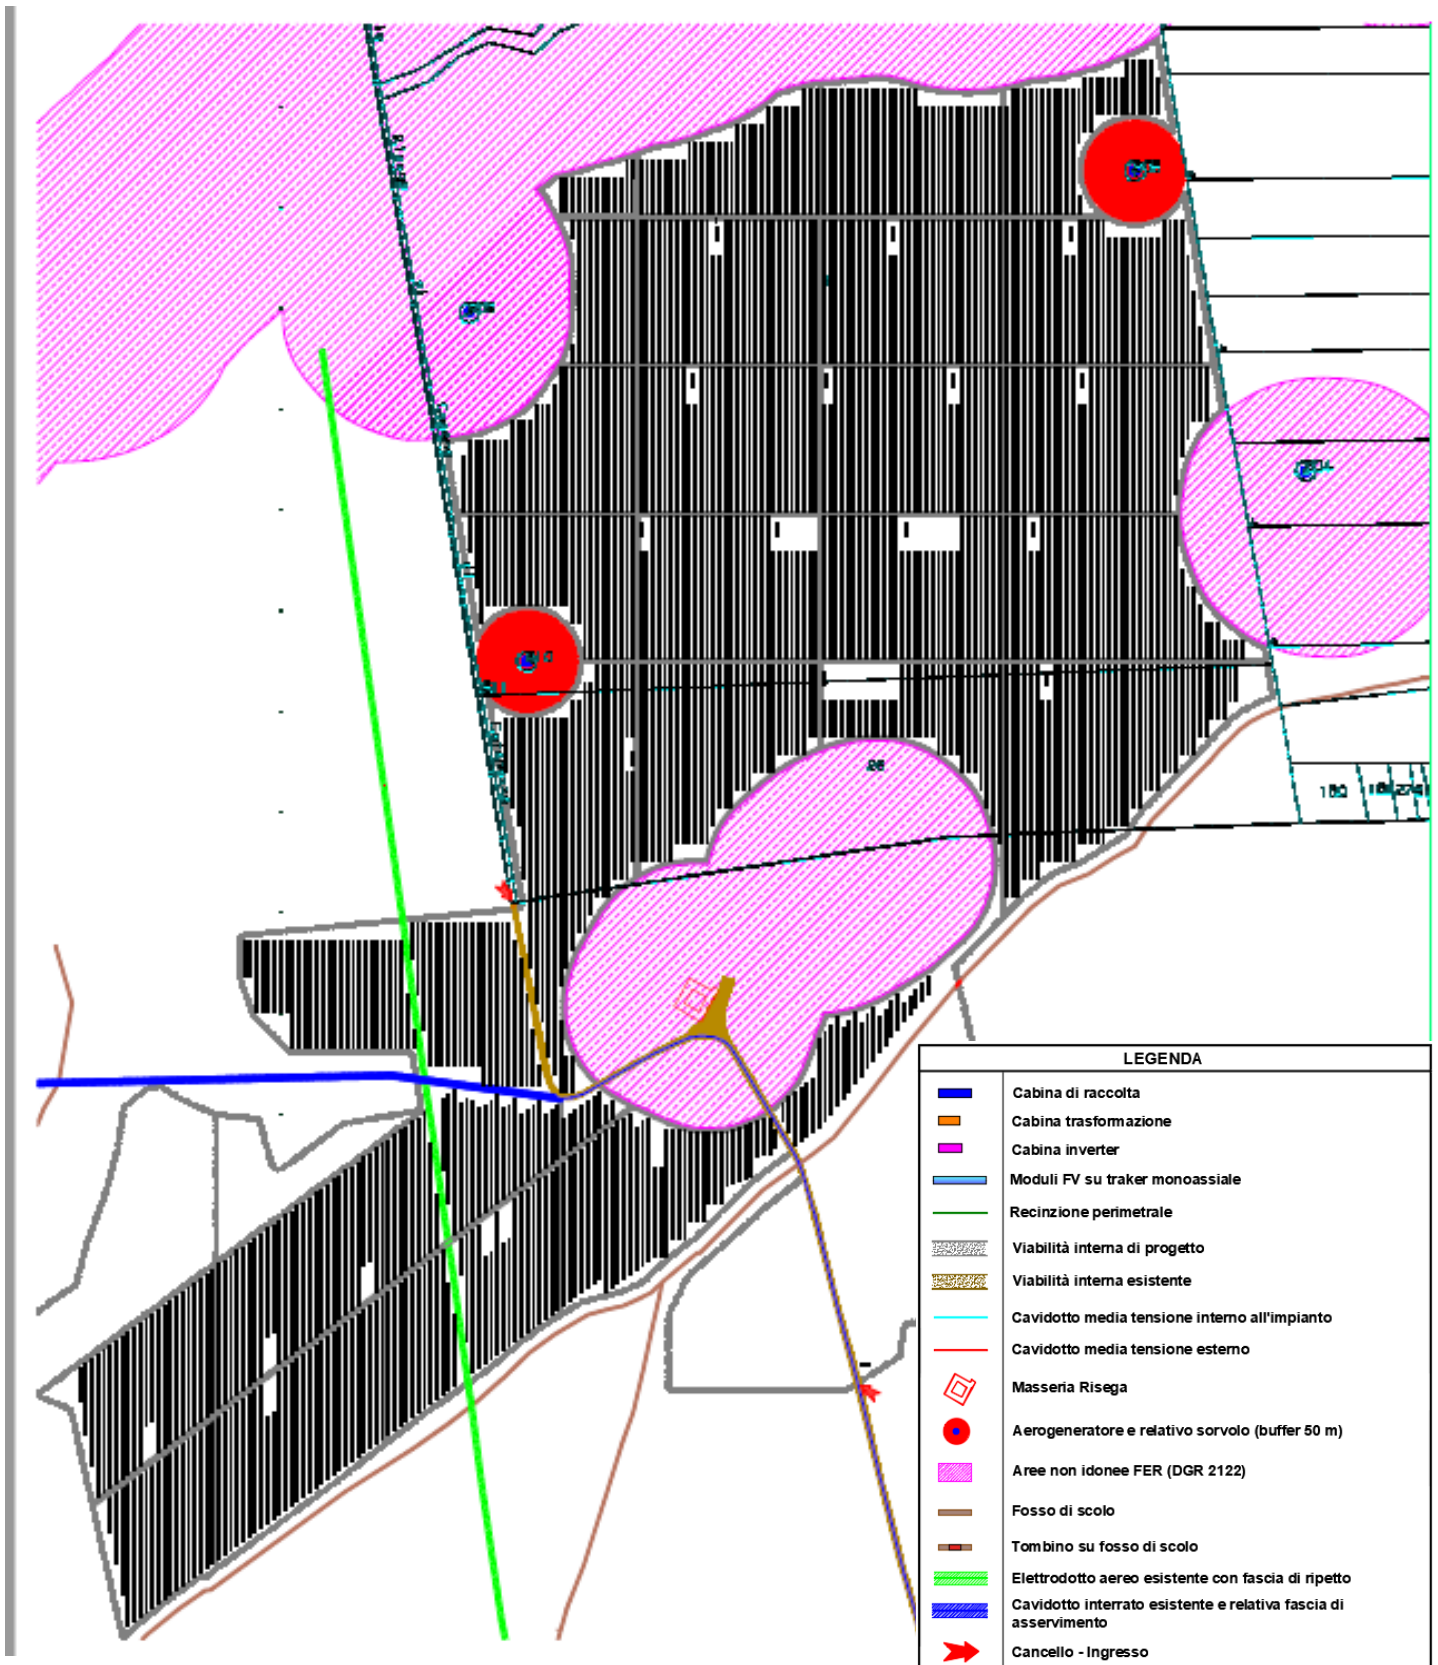 26
180
LEGENDA
Cabina di raccolta
Cabina trasformazione
Cabina inverter
Moduli FV su traker monoassiale
Recinzione perimetrale
Viabilità interna di progetto
Viabilità interna esistente
Cavidotto media tensione interno all'impianto
Cavidotto media tensione esterno
Masseria Risega
Aerogeneratore e relativo sorvolo (buffer 50 m)
Aree non idonee FER (DGR 2122)
Fosso di scolo
Tombino su fosso di scolo
Elettrodotto aereo esistente con fascia di ripetto
Cavidotto interrato esistente e relativa fascia di
asservimento
Cancello - Ingresso